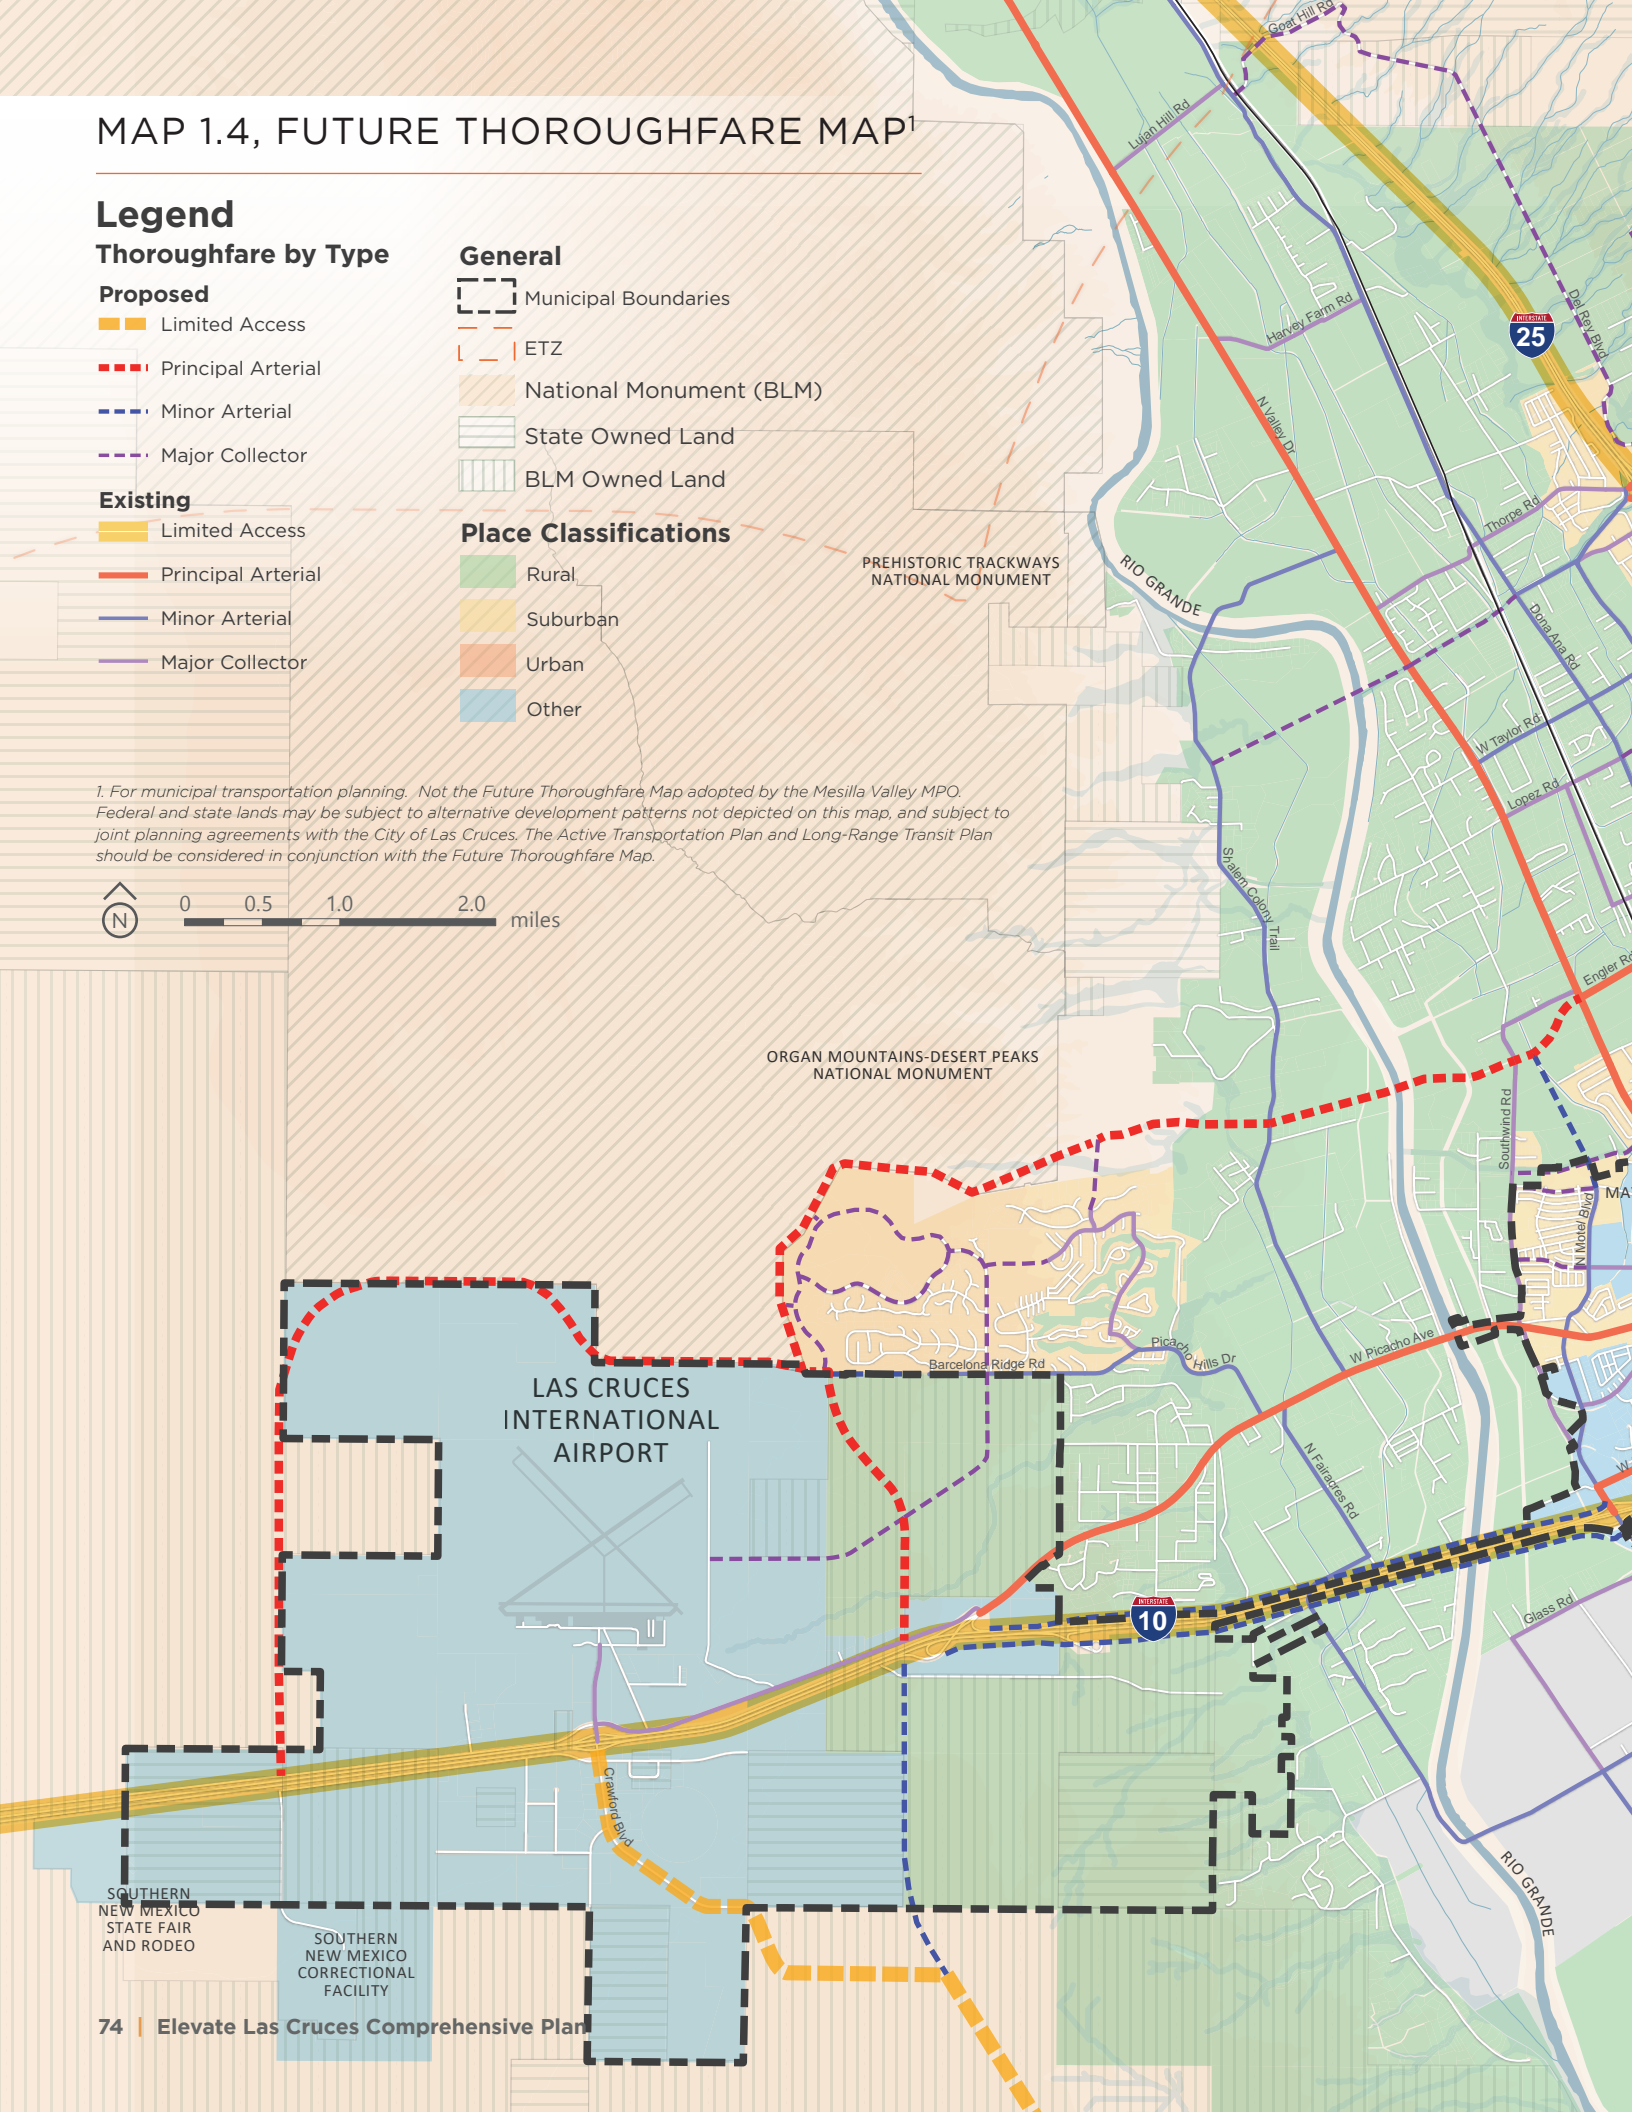 MAP 1.4, FUTURE THOROUGHFARE MAP1
Legend
Thoroughfare by Type
Proposed
Limited Access
Principal Arterial
Minor Arterial
Major Collector
Existing
Limited Access
Principal Arterial
Minor Arterial
Major Collector
General
Municipal Boundaries
ETZ
National Monument (BLM)
State Owned Land
BLM Owned Land
Place Classifications
Rural
Suburban
Urban
Other
1. For municipal transportation planning. Not the Future Thoroughfare Map adopted by the Mesilla Valley MPO.
Federal and state lands may be subject to alternative development patterns not depicted on this map, and subject to
joint planning agreements with the City of Las Cruces. The Active Transportation Plan and Long-Range Transit Plan
should be considered in conjunction with the Future Thoroughfare Map.
N
0 0.5 1.0 2.0
miles
Goat Hill Rd
Lujan Hill Rd
Del Rey Blvd
Harvey Farm Rd
INTERSTATE
25
N Valley Dr
Thorpe Rd
PREHISTORIC TRACKWAYS
NATIONAL MONUMENT
RIO GRANDE
Dona Ana Rd
W Taylor Rd
Lopez Rd
Shalem Colony Trail
Engler Rd
ORGAN MOUNTAINS-DESERT PEAKS
NATIONAL MONUMENT
Southwind Rd
MA
N Motel Blvd
Picacho Hills Dr
W Picacho Ave
Barcelona Ridge Rd
LAS CRUCES
INTERNATIONAL
AIRPORT
N Fairacres Rd
W
INTERSTATE
10
Glass Rd
Crawford Blvd
RIO GRANDE
SOUTHERN
NEW MEXICO
STATE FAIR
AND RODEO
SOUTHERN
NEW MEXICO
CORRECTIONAL
FACILITY
74 | Elevate Las Cruces Comprehensive Plan